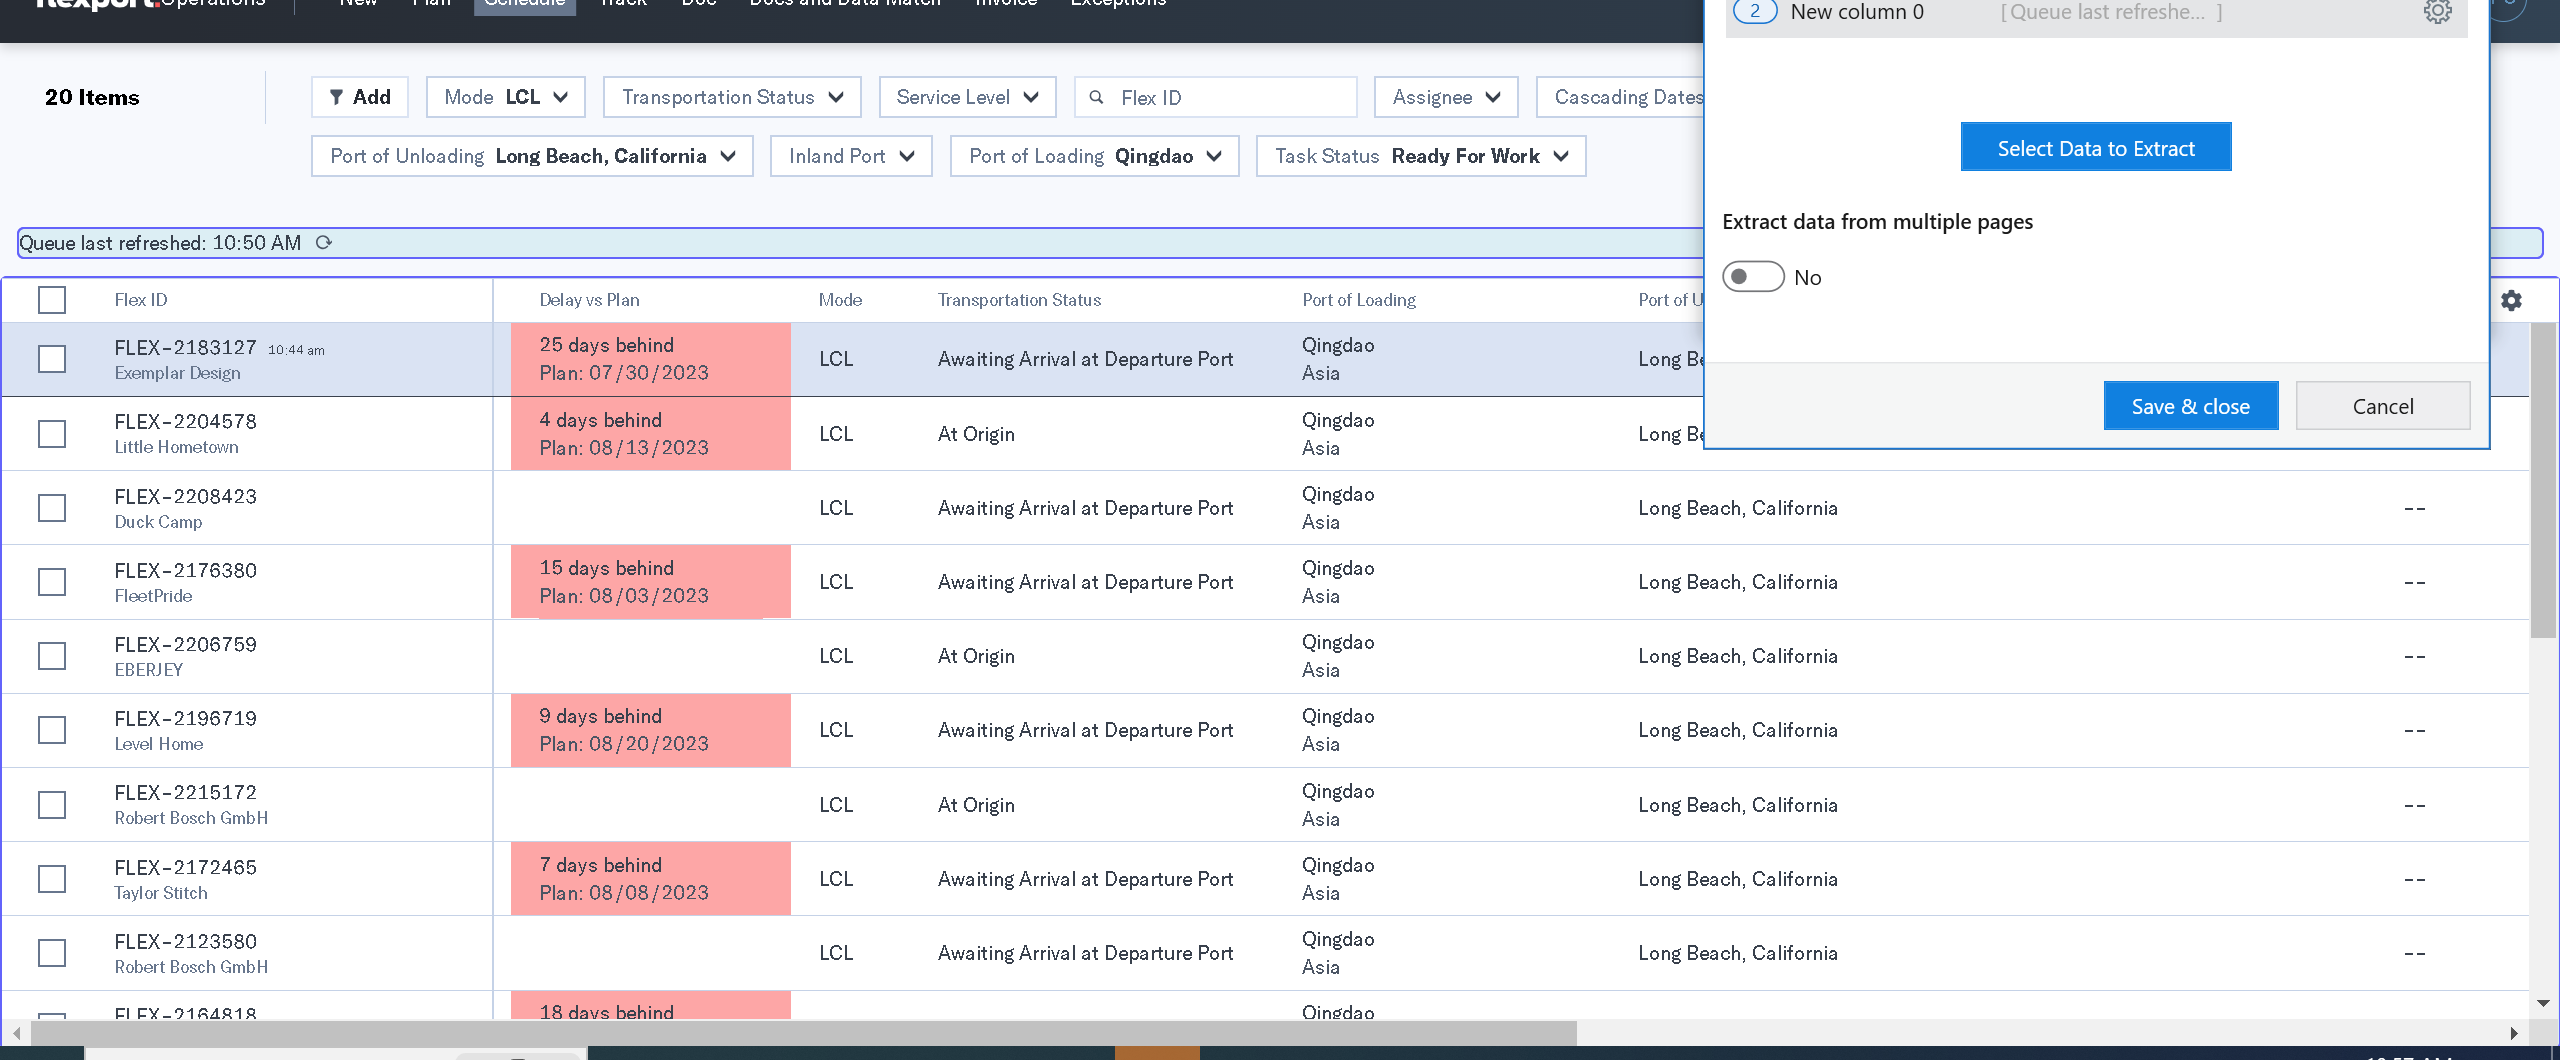 flexport. Operations New Plan Schedule Track Doc Docs and Data Match Invoice Exceptions
2 New column 0 [ Queue last refreshe... ]
20 Items
Add
Mode LCL
Transportation Status
Service Level
Flex ID
Assignee
Cascading Dates
Port of Unloading Long Beach, California
Inland Port
Port of Loading Qingdao
Task Status Ready For Work
Select Data to Extract
Extract data from multiple pages
No
Save & close
Cancel
Queue last refreshed: 10:50 AM
Flex ID Delay vs Plan Mode Transportation Status Port of Loading Port of U
FLEX-2183127 10:44 am
Exemplar Design
25 days behind
Plan: 07/30/2023
LCL
Awaiting Arrival at Departure Port
Qingdao
Asia
Long Be
FLEX-2204578
Little Hometown
4 days behind
Plan: 08/13/2023
LCL
At Origin
Qingdao
Asia
Long Be
FLEX-2208423
Duck Camp
LCL
Awaiting Arrival at Departure Port
Qingdao
Asia
Long Beach, California
--
FLEX-2176380
FleetPride
15 days behind
Plan: 08/03/2023
LCL
Awaiting Arrival at Departure Port
Qingdao
Asia
Long Beach, California
--
FLEX-2206759
EBERJEY
LCL
At Origin
Qingdao
Asia
Long Beach, California
--
FLEX-2196719
Level Home
9 days behind
Plan: 08/20/2023
LCL
Awaiting Arrival at Departure Port
Qingdao
Asia
Long Beach, California
--
FLEX-2215172
Robert Bosch GmbH
LCL
At Origin
Qingdao
Asia
Long Beach, California
--
FLEX-2172465
Taylor Stitch
7 days behind
Plan: 08/08/2023
LCL
Awaiting Arrival at Departure Port
Qingdao
Asia
Long Beach, California
--
FLEX-2123580
Robert Bosch GmbH
LCL
Awaiting Arrival at Departure Port
Qingdao
Asia
Long Beach, California
--
FLEX-2164818
18 days behind
Qingdao